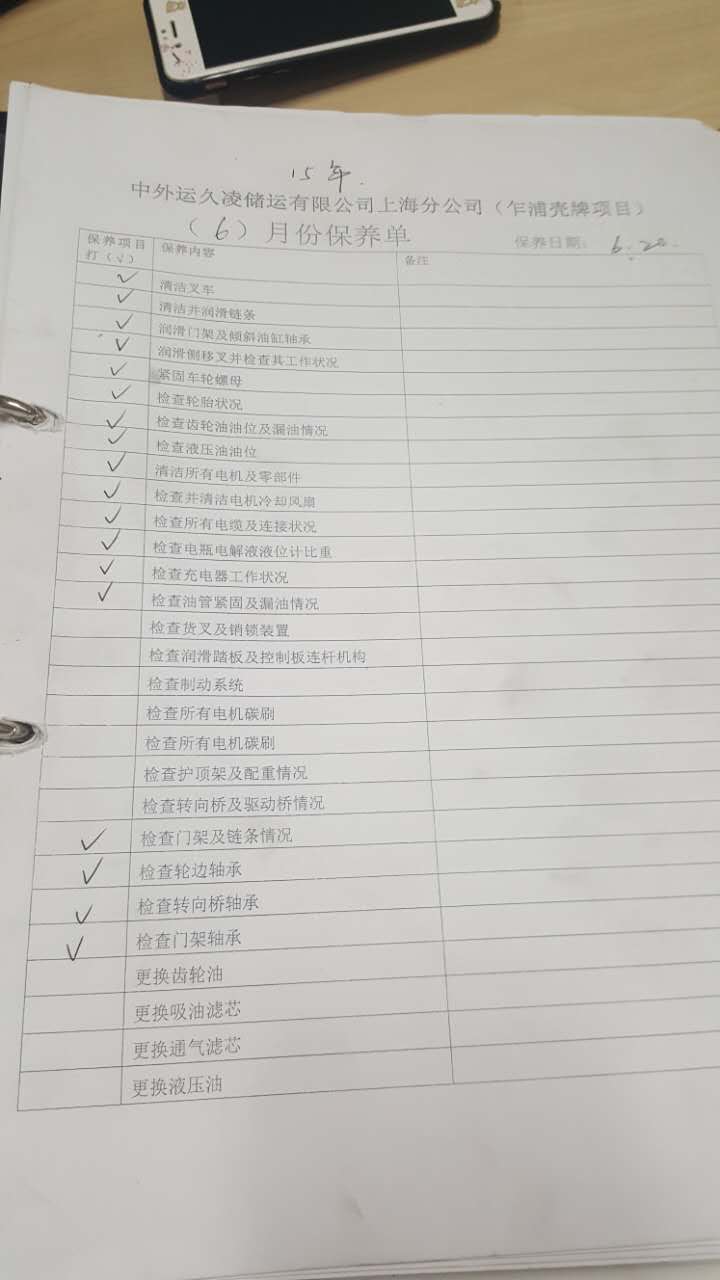 15年.
中外运久凌储运有限公司上海分公司（乍浦壳牌项目）
（6）月份保养单
保养日期： 6.20.
保养项目打（√） 保养内容 备注
✓ 清洁叉车
✓ 清洁并润滑链条
✓ 润滑门架及倾斜油缸轴承
✓ 润滑侧移叉并检查其工作状况
✓ 紧固车轮螺母
✓ 检查轮胎状况
✓ 检查齿轮油油位及漏油情况
✓ 检查液压油油位
✓ 清洁所有电机及零部件
✓ 检查并清洁电机冷却风扇
✓ 检查所有电缆及连接状况
✓ 检查电瓶电解液液位计比重
✓ 检查充电器工作状况
✓ 检查油管紧固及漏油情况
检查货叉及销锁装置
检查润滑踏板及控制板连杆机构
检查制动系统
检查所有电机碳刷
检查所有电机碳刷
检查护顶架及配重情况
检查转向桥及驱动桥情况
✓ 检查门架及链条情况
✓ 检查轮边轴承
✓ 检查转向桥轴承
✓ 检查门架轴承
更换齿轮油
更换吸油滤芯
更换通气滤芯
更换液压油